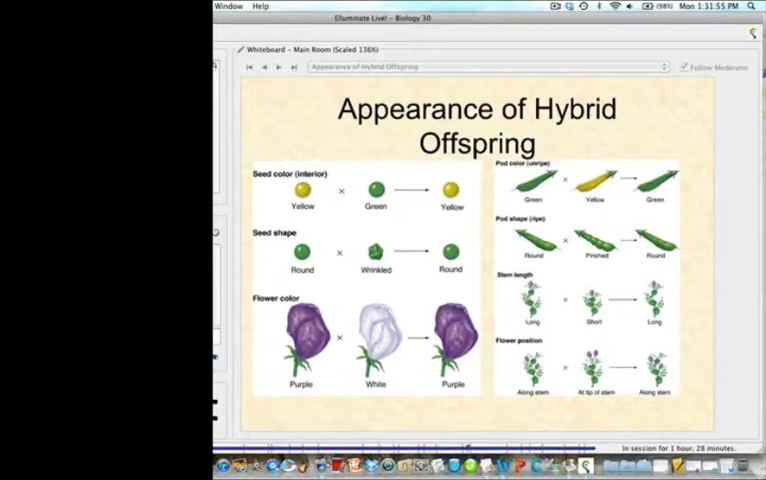 Window Help
(98%) Mon 1:31:55 PM
Elluminate Live! - Biology 30
Whiteboard - Main Room (Scaled 136%)
Appearance of Hybrid Offspring
Follow Moderator
Appearance of Hybrid
Offspring
Seed color (interior)
Yellow × Green Yellow
Seed shape
Round × Wrinkled Round
Flower color
Purple × White Purple
Pod color (unripe)
Green × Yellow Green
Pod shape (ripe)
Round × Pinched Round
Stem length
Long × Short Long
Flower position
Along stem × At tip of stem Along stem
In session for 1 hour, 28 minutes.